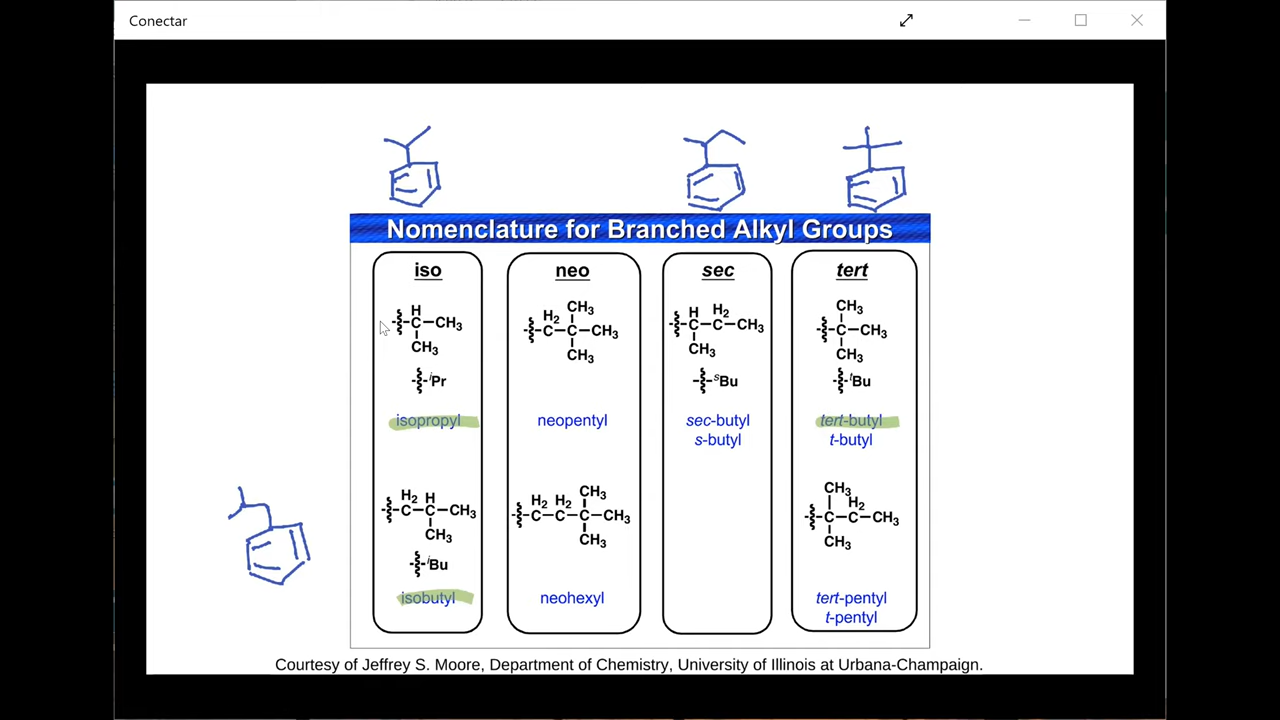 Conectar
Nomenclature for Branched Alkyl Groups
iso
H
C—CH3
CH3
iPr
isopropyl
H2 H
C—C—CH3
CH3
iBu
isobutyl
neo
CH3
H2
C—C—CH3
CH3
neopentyl
CH3
H2 H2
C—C—C—CH3
CH3
neohexyl
sec
H H2
C—C—CH3
CH3
sBu
sec-butyl
s-butyl
tert
CH3
C—CH3
CH3
tBu
tert-butyl
t-butyl
CH3
H2
C—C—CH3
CH3
tert-pentyl
t-pentyl
Courtesy of Jeffrey S. Moore, Department of Chemistry, University of Illinois at Urbana-Champaign.